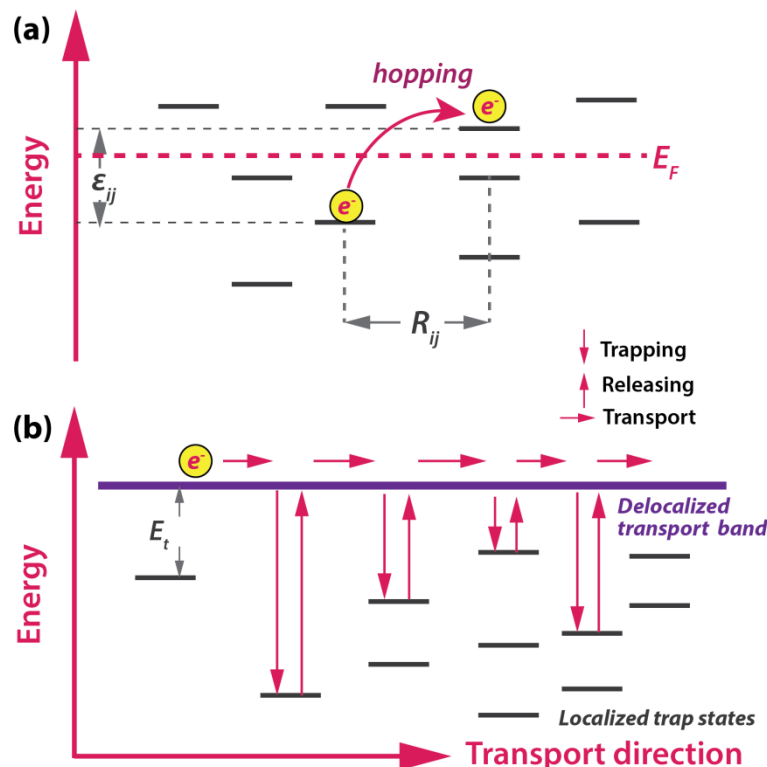 (a)
hopping
e-
E_F
ε_ij
Energy
e-
R_ij
Trapping
Releasing
Transport
(b)
e-
Delocalized
transport band
E_t
Energy
Localized trap states
Transport direction